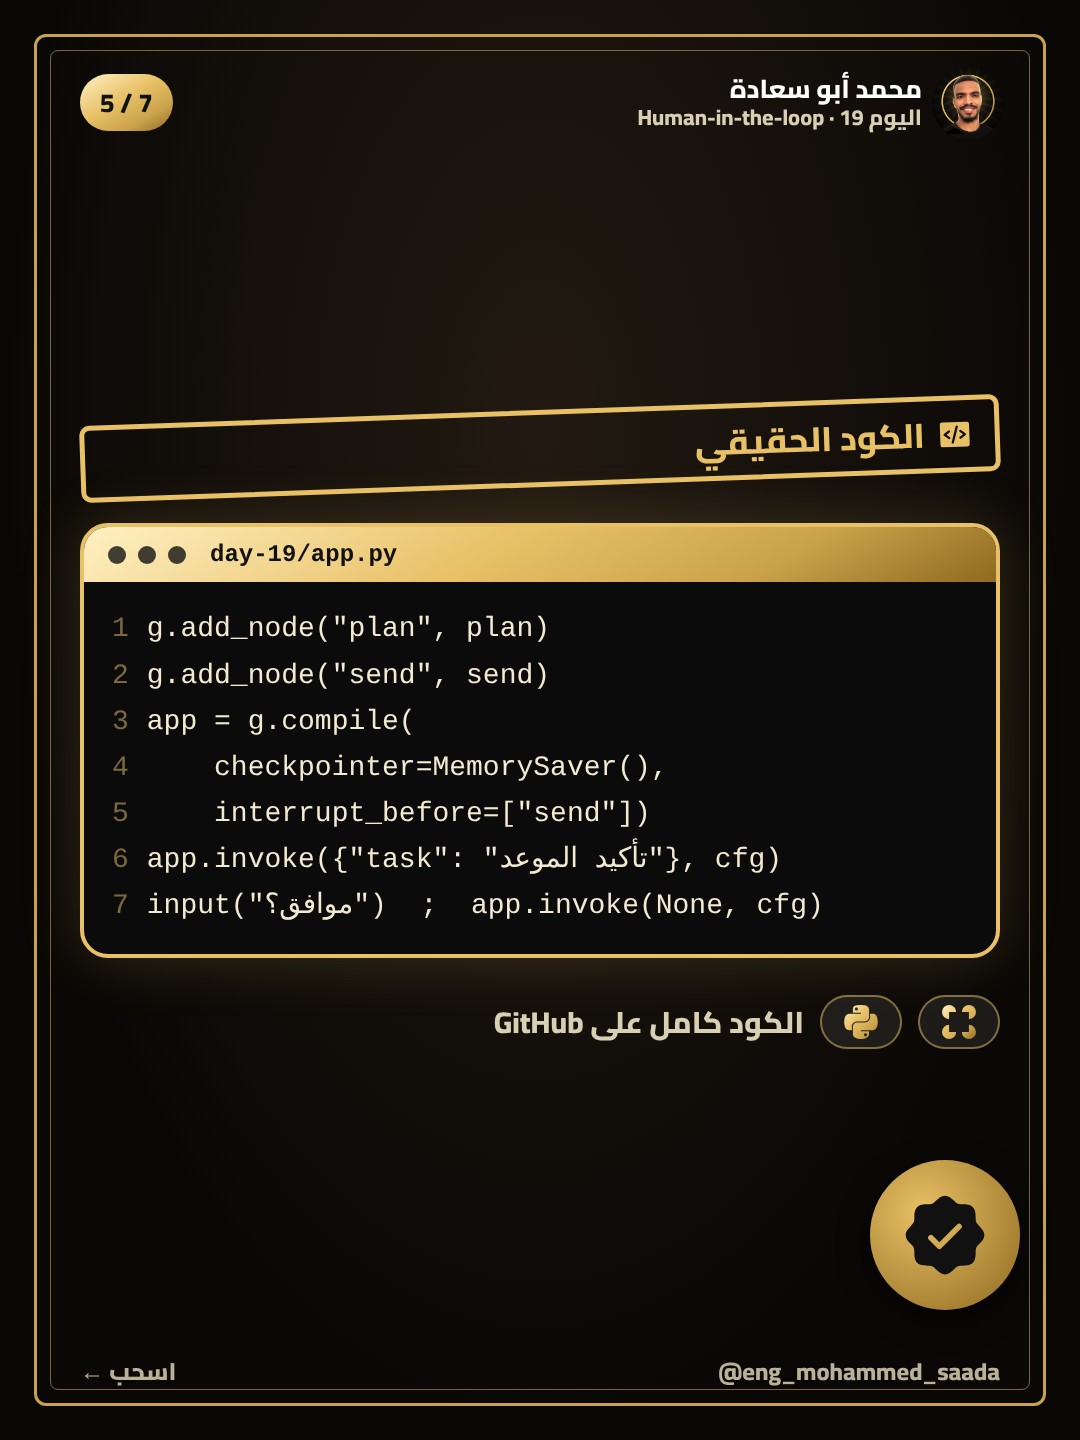 محمد أبو سعادة
اليوم 19 · Human-in-the-loop
5 / 7
الكود الحقيقي
day-19/app.py
1 g.add_node("plan", plan)
2 g.add_node("send", send)
3 app = g.compile(
4     checkpointer=MemorySaver(),
5     interrupt_before=["send"])
6 app.invoke({"task": "تأكيد الموعد"}, cfg)
7 input("موافق؟")  ;  app.invoke(None, cfg)
الكود كامل على GitHub
@eng_mohammed_saada
اسحب ←